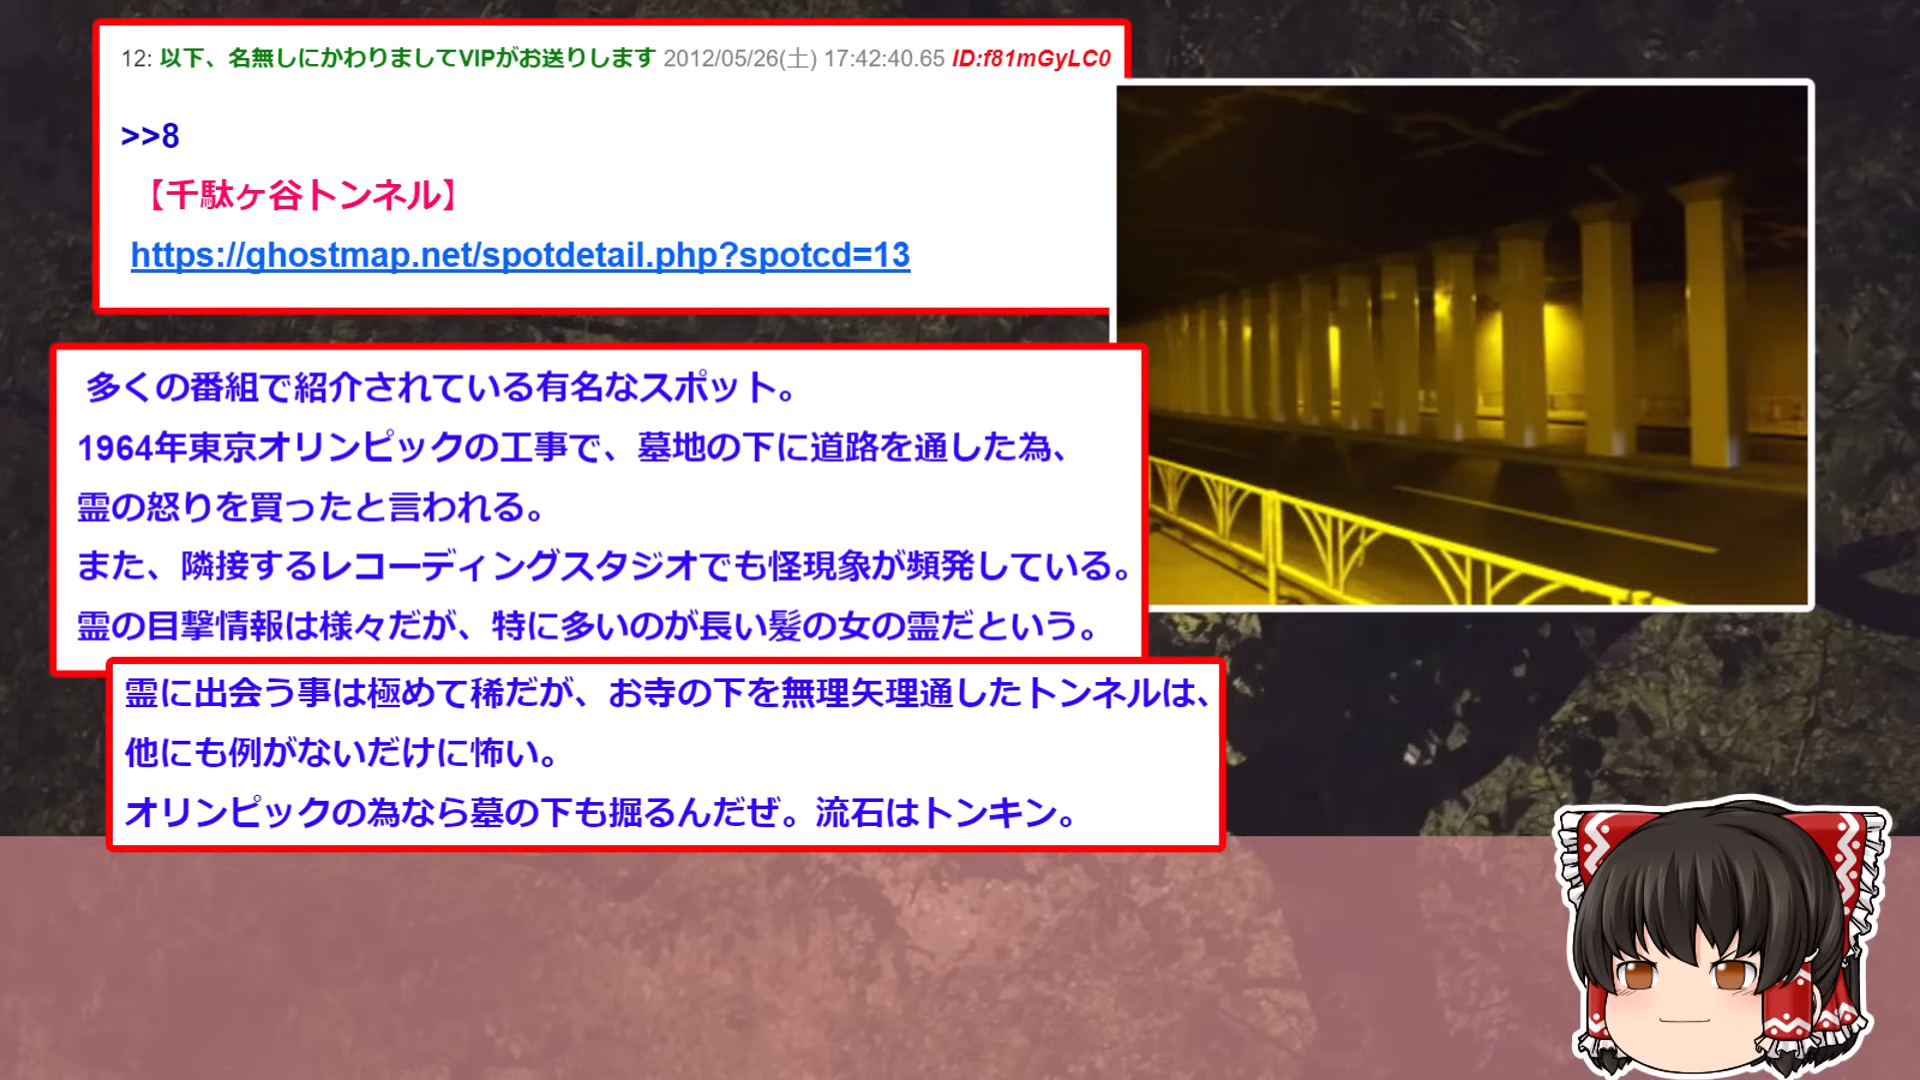 12: 以下、名無しにかわりましてVIPがお送りします 2012/05/26(土) 17:42:40.65 ID:f81mGyLC0
>>8
【千駄ヶ谷トンネル】
https://ghostmap.net/spotdetail.php?spotcd=13
多くの番組で紹介されている有名なスポット。
1964年東京オリンピックの工事で、墓地の下に道路を通した為、
霊の怒りを買ったと言われる。
また、隣接するレコーディングスタジオでも怪現象が頻発している。
霊の目撃情報は様々だが、特に多いのが長い髪の女の霊だという。
霊に出会う事は極めて稀だが、お寺の下を無理矢理通したトンネルは、
他にも例がないだけに怖い。
オリンピックの為なら墓の下も掘るんだぜ。流石はトンキン。